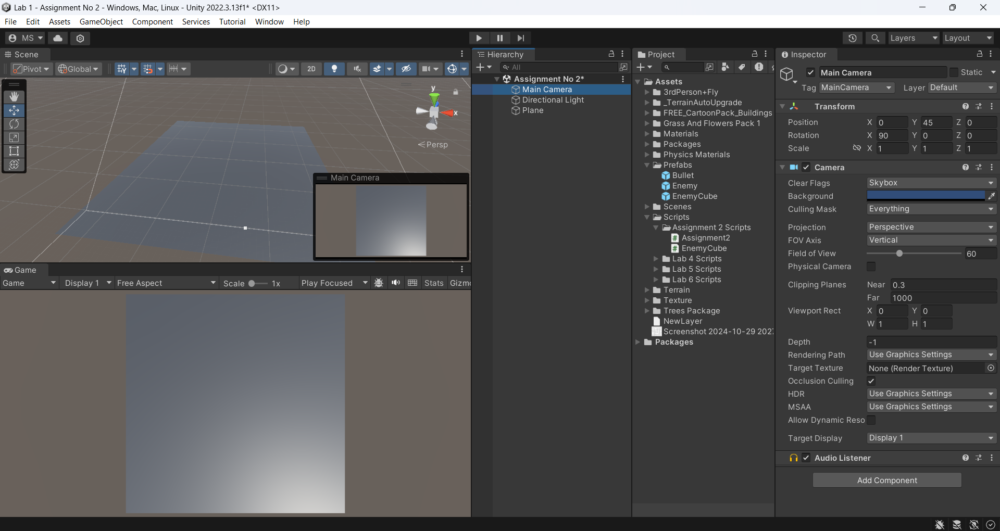 Lab 1 - Assignment No 2 - Windows, Mac, Linux - Unity 2022.3.13f1* <DX11>
File Edit Assets GameObject Component Services Tutorial Window Help
MS
Layers Layout
Scene
Pivot Global 2D
y
x
Persp
Main Camera
Game
Game Display 1 Free Aspect Scale 1x Play Focused Stats Gizm
Hierarchy
All
Assignment No 2*
Main Camera
Directional Light
Plane
Project
Assets
3rdPerson+Fly
_TerrainAutoUpgrade
FREE_CartoonPack_Buildings
Grass And Flowers Pack 1
Materials
Packages
Physics Materials
Prefabs
Bullet
Enemy
EnemyCube
Scenes
Scripts
Assignment 2 Scripts
Assignment2
EnemyCube
Lab 4 Scripts
Lab 5 Scripts
Lab 6 Scripts
Terrain
Texture
Trees Package
NewLayer
Screenshot 2024-10-29 202
Packages
Inspector
Main Camera Static
Tag MainCamera Layer Default
Transform
Position X 0 Y 45 Z 0
Rotation X 90 Y 0 Z 0
Scale X 1 Y 1 Z 1
Camera
Clear Flags Skybox
Background
Culling Mask Everything
Projection Perspective
FOV Axis Vertical
Field of View 60
Physical Camera
Clipping Planes Near 0.3
Far 1000
Viewport Rect X 0 Y 0
W 1 H 1
Depth -1
Rendering Path Use Graphics Settings
Target Texture None (Render Texture)
Occlusion Culling
HDR Use Graphics Settings
MSAA Use Graphics Settings
Allow Dynamic Reso
Target Display Display 1
Audio Listener
Add Component